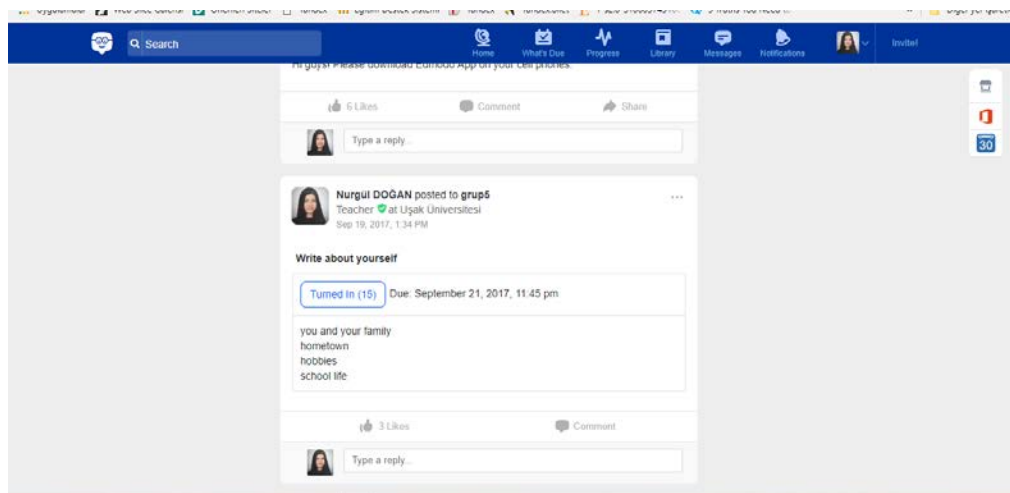 Search
Home What's Due Progress Library Messages Notifications Invite!
Hi guys! Please download Edmodo App on your cell phones.
6 Likes Comment Share
Type a reply...
30
Nurgül DOĞAN posted to grup5
Teacher at Uşak Üniversitesi
Sep 19, 2017, 1:34 PM
Write about yourself
Turned In (15) Due: September 21, 2017, 11:45 pm
you and your family
hometown
hobbies
school life
3 Likes Comment
Type a reply...